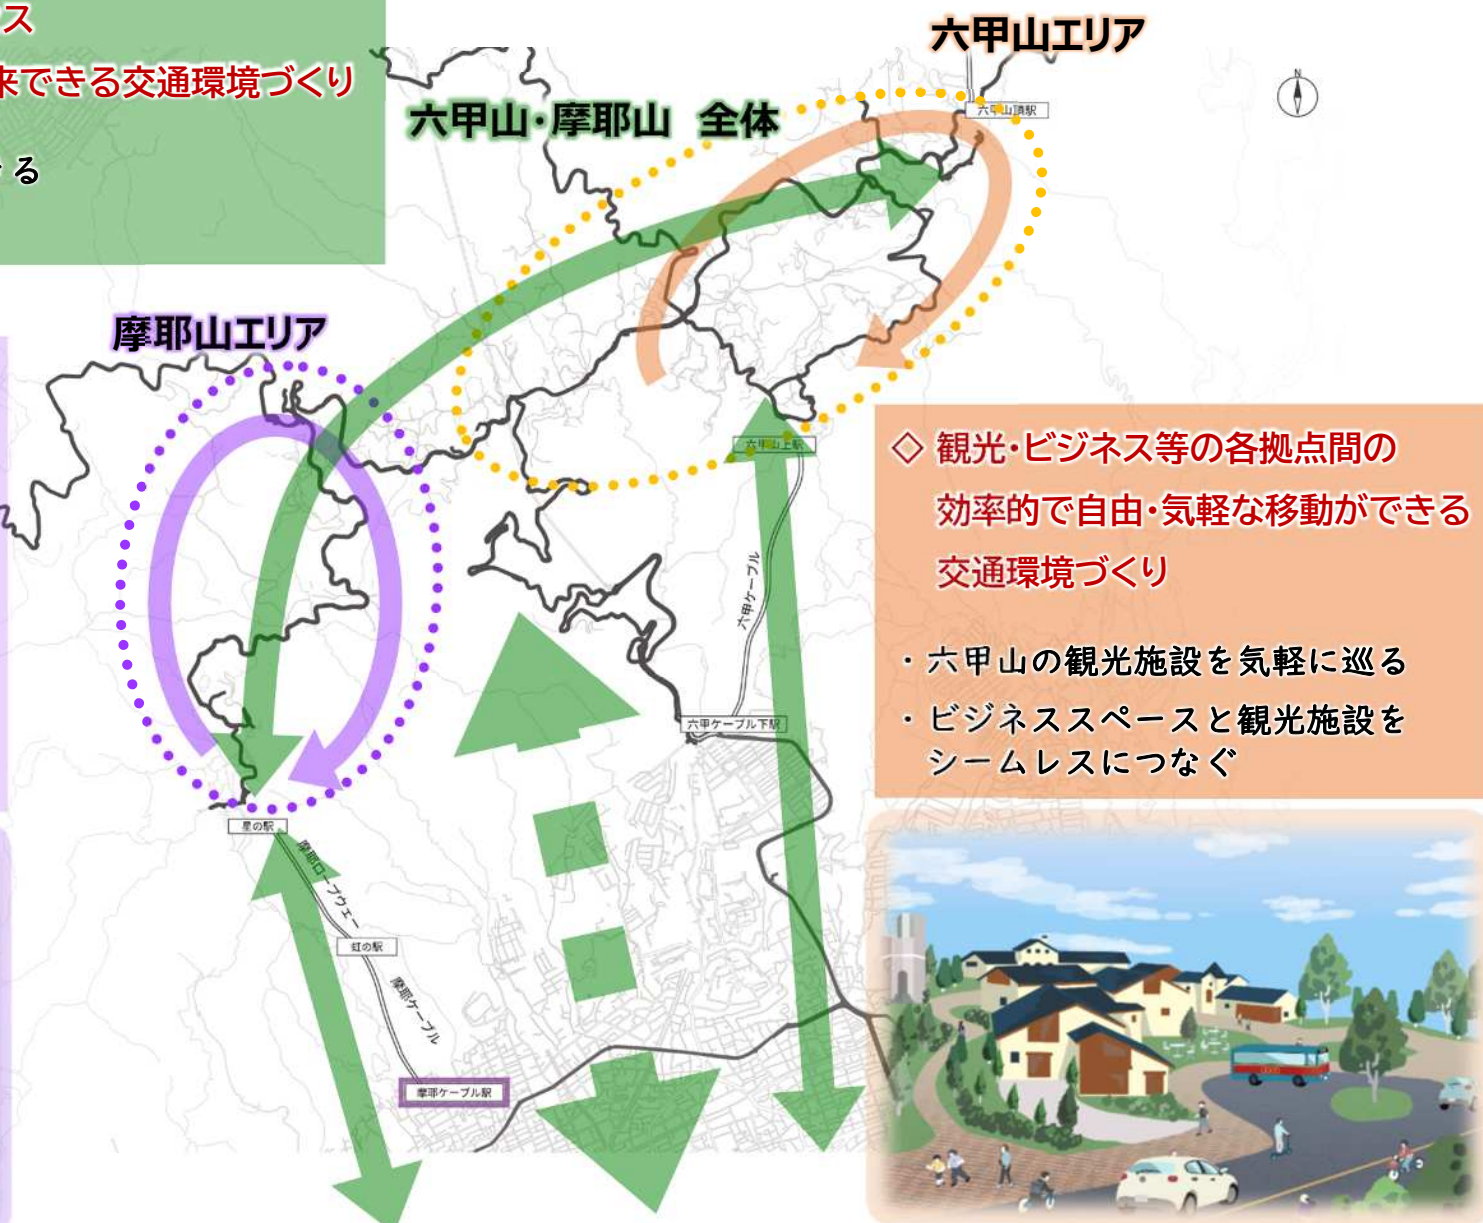 ス
来できる交通環境づくり
る
六甲山エリア
六甲山・摩耶山 全体
六甲山頂駅
N
摩耶山エリア
六甲山上駅
◇ 観光・ビジネス等の各拠点間の
効率的で自由・気軽な移動ができる
交通環境づくり
・六甲山の観光施設を気軽に巡る
・ビジネススペースと観光施設を
シームレスにつなぐ
六甲ケーブル
六甲ケーブル下駅
星の駅
摩耶ロープウェー
虹の駅
摩耶ケーブル
摩耶ケーブル駅